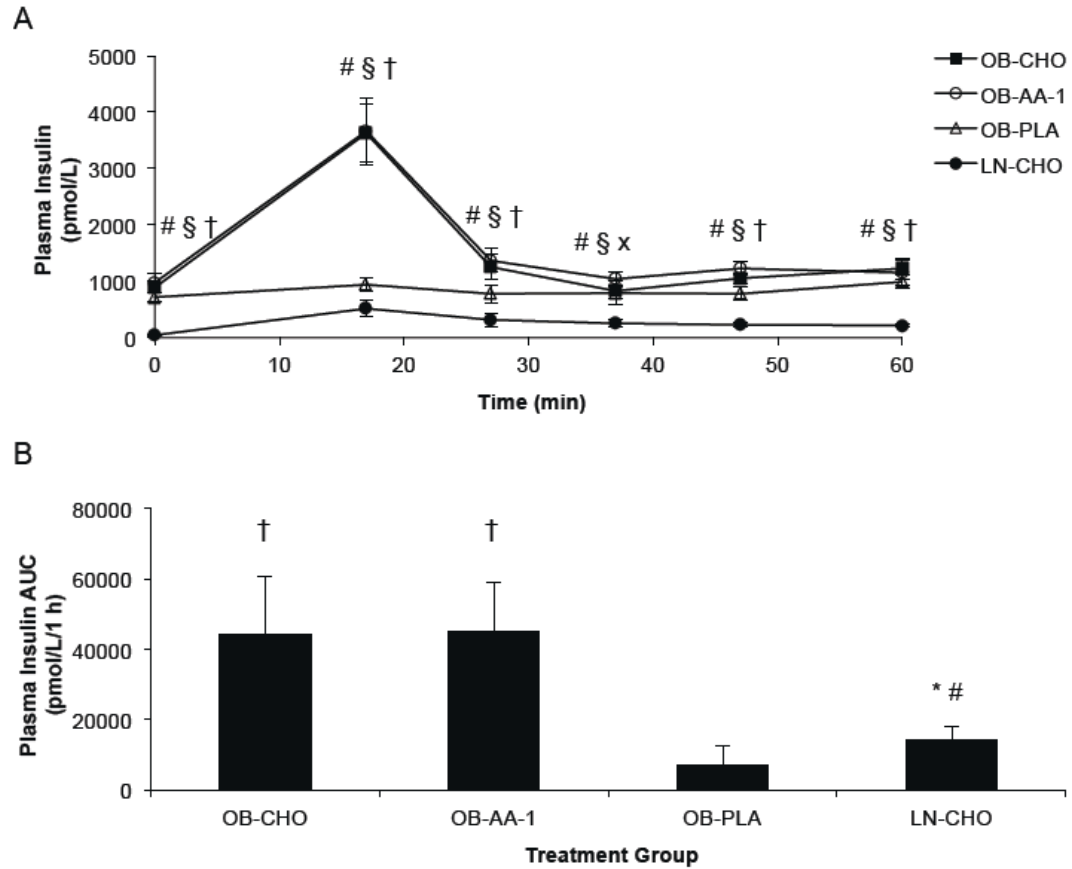 A
5000
4000
3000
2000
1000
0
Plasma Insulin
(pmol/L)
# § †
# § †
# § †
# § x
# § †
# § †
OB-CHO
OB-AA-1
OB-PLA
LN-CHO
0 10 20 30 40 50 60
Time (min)
B
80000
60000
40000
20000
0
Plasma Insulin AUC
(pmol/L/1 h)
†
†
* #
OB-CHO OB-AA-1 OB-PLA LN-CHO
Treatment Group